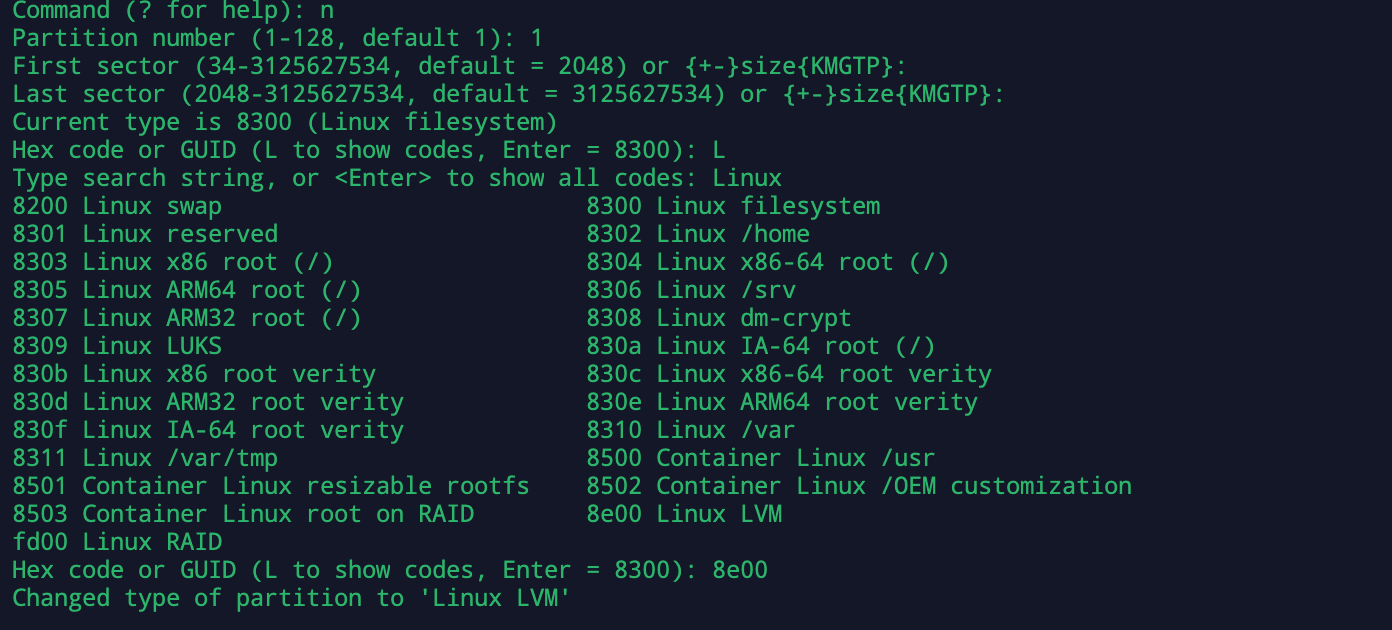 Command (? for help): n
Partition number (1-128, default 1): 1
First sector (34-3125627534, default = 2048) or {+-}size{KMGTP}:
Last sector (2048-3125627534, default = 3125627534) or {+-}size{KMGTP}:
Current type is 8300 (Linux filesystem)
Hex code or GUID (L to show codes, Enter = 8300): L
Type search string, or <Enter> to show all codes: Linux
8200 Linux swap 8300 Linux filesystem
8301 Linux reserved 8302 Linux /home
8303 Linux x86 root (/) 8304 Linux x86-64 root (/)
8305 Linux ARM64 root (/) 8306 Linux /srv
8307 Linux ARM32 root (/) 8308 Linux dm-crypt
8309 Linux LUKS 830a Linux IA-64 root (/)
830b Linux x86 root verity 830c Linux x86-64 root verity
830d Linux ARM32 root verity 830e Linux ARM64 root verity
830f Linux IA-64 root verity 8310 Linux /var
8311 Linux /var/tmp 8500 Container Linux /usr
8501 Container Linux resizable rootfs 8502 Container Linux /OEM customization
8503 Container Linux root on RAID 8e00 Linux LVM
fd00 Linux RAID
Hex code or GUID (L to show codes, Enter = 8300): 8e00
Changed type of partition to 'Linux LVM'